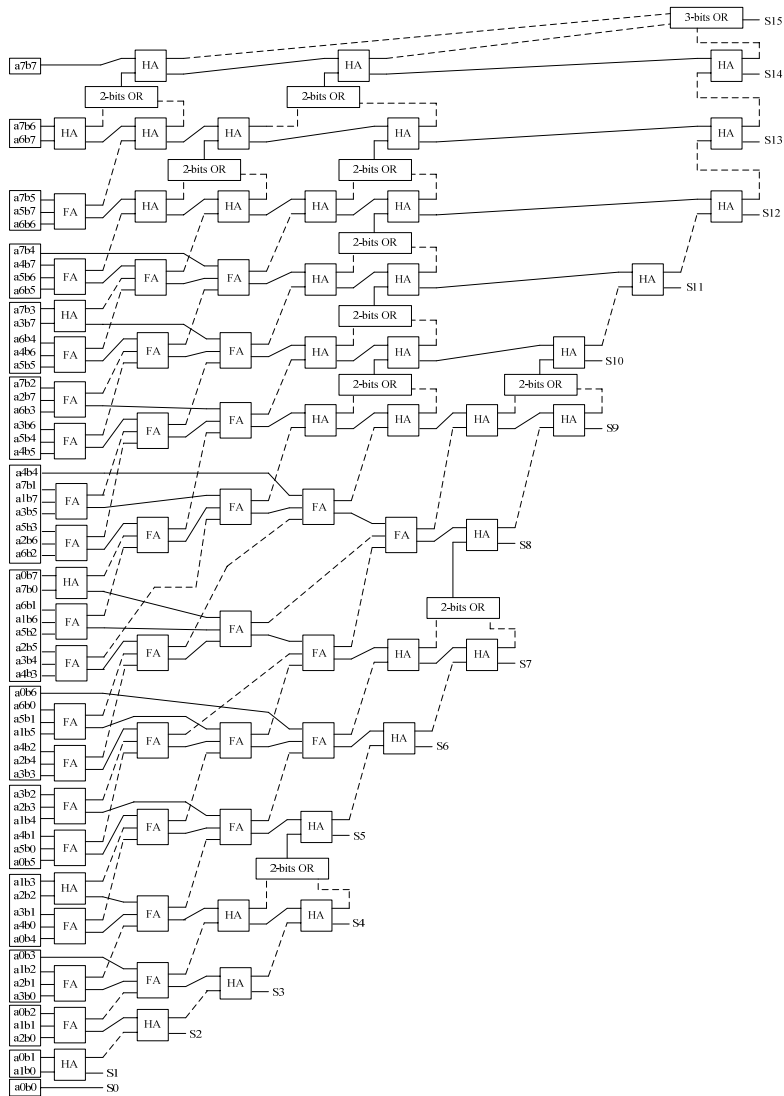 3-bits OR S15
a7b7 HA HA HA S14
2-bits OR 2-bits OR
a7b6 HA HA HA HA HA S13
a6b7
2-bits OR 2-bits OR
a7b5 FA HA HA HA HA HA S12
a5b7
a6b6
2-bits OR
a7b4
a4b7 FA FA FA HA HA HA S11
a5b6
a6b5
2-bits OR
a7b3 HA
a3b7
a6b4 FA FA FA HA HA HA S10
a4b6
a5b5
2-bits OR 2-bits OR
a7b2 FA
a2b7
a6b3
a3b6 FA FA FA HA HA HA HA S9
a5b4
a4b5
a4b4
a7b1 FA
a1b7
a3b5
a5b3 FA FA FA FA FA HA S8
a2b6
a6b2
a0b7 HA
a7b0
2-bits OR
a6b1 FA
a1b6
a5b2
a2b5 FA FA FA FA HA HA S7
a3b4
a4b3
a0b6
a6b0 FA
a5b1
a1b5
a4b2 FA FA FA FA HA S6
a2b4
a3b3
a3b2 FA
a2b3
a1b4
a4b1 FA FA FA HA S5
a5b0
a0b5
2-bits OR
a1b3 HA
a2b2
a3b1 FA FA HA HA S4
a4b0
a0b4
a0b3
a1b2 FA FA HA S3
a2b1
a3b0
a0b2 FA HA S2
a1b1
a2b0
a0b1 HA S1
a1b0
a0b0 S0